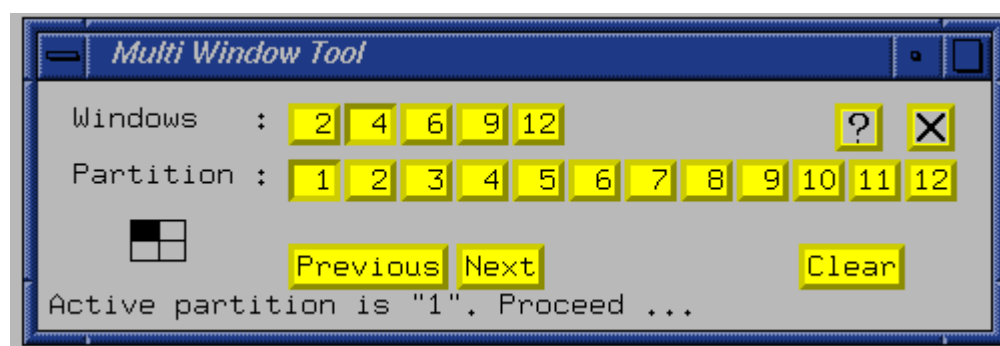 Multi Window Tool
Windows : 2 4 6 9 12 ? X
Partition : 1 2 3 4 5 6 7 8 9 10 11 12
Previous Next Clear
Active partition is "1". Proceed ...